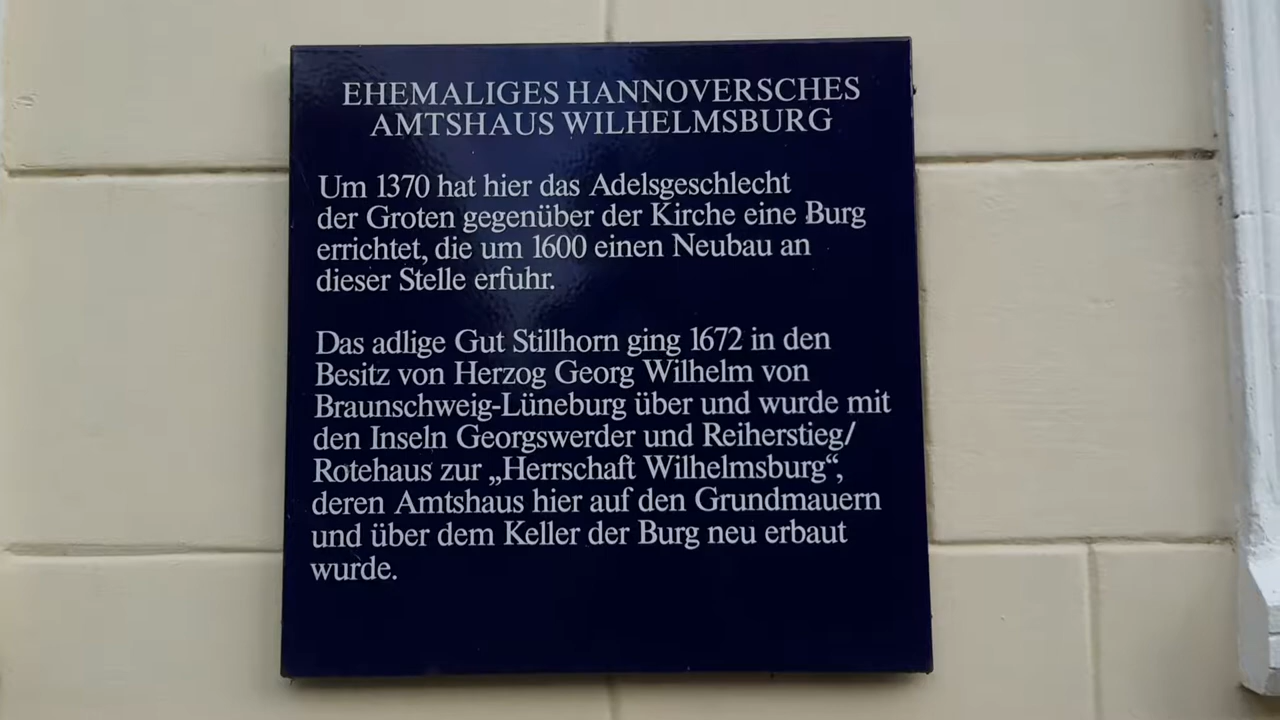 EHEMALIGES HANNOVERSCHES
AMTSHAUS WILHELMSBURG
Um 1370 hat hier das Adelsgeschlecht
der Groten gegenüber der Kirche eine Burg
errichtet, die um 1600 einen Neubau an
dieser Stelle erfuhr.
Das adlige Gut Stillhorn ging 1672 in den
Besitz von Herzog Georg Wilhelm von
Braunschweig-Lüneburg über und wurde mit
den Inseln Georgswerder und Reiherstieg/
Rotehaus zur „Herrschaft Wilhelmsburg“,
deren Amtshaus hier auf den Grundmauern
und über dem Keller der Burg neu erbaut
wurde.